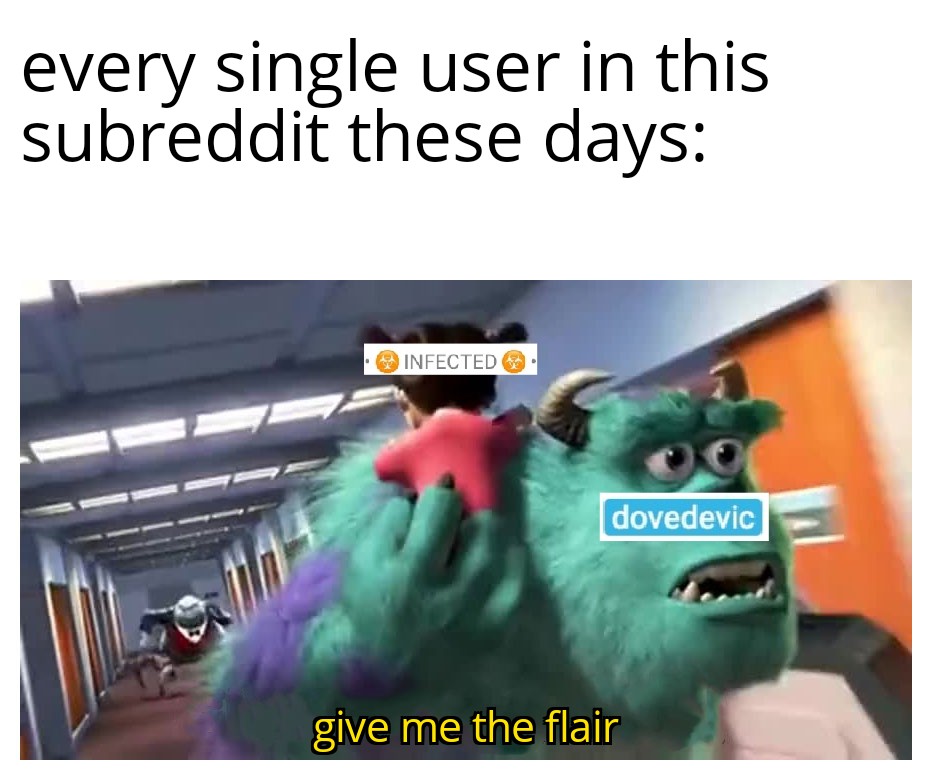 every single user in this
subreddit these days:
· ☣ INFECTED ☣ ·
dovedevic
give me the flair